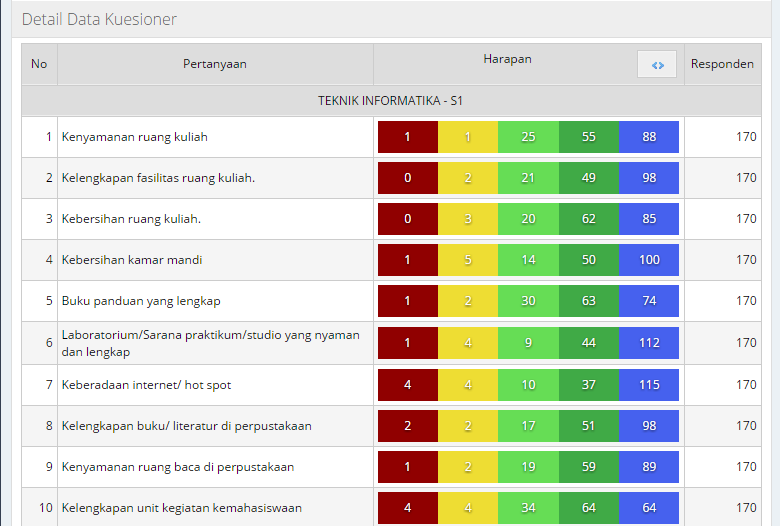 Detail Data Kuesioner
No Pertanyaan Harapan <> Responden
TEKNIK INFORMATIKA - S1
1 Kenyamanan ruang kuliah 1 1 25 55 88 170
2 Kelengkapan fasilitas ruang kuliah. 0 2 21 49 98 170
3 Kebersihan ruang kuliah. 0 3 20 62 85 170
4 Kebersihan kamar mandi 1 5 14 50 100 170
5 Buku panduan yang lengkap 1 2 30 63 74 170
6 Laboratorium/Sarana praktikum/studio yang nyaman
dan lengkap 1 4 9 44 112 170
7 Keberadaan internet/ hot spot 4 4 10 37 115 170
8 Kelengkapan buku/ literatur di perpustakaan 2 2 17 51 98 170
9 Kenyamanan ruang baca di perpustakaan 1 2 19 59 89 170
10 Kelengkapan unit kegiatan kemahasiswaan 4 4 34 64 64 170